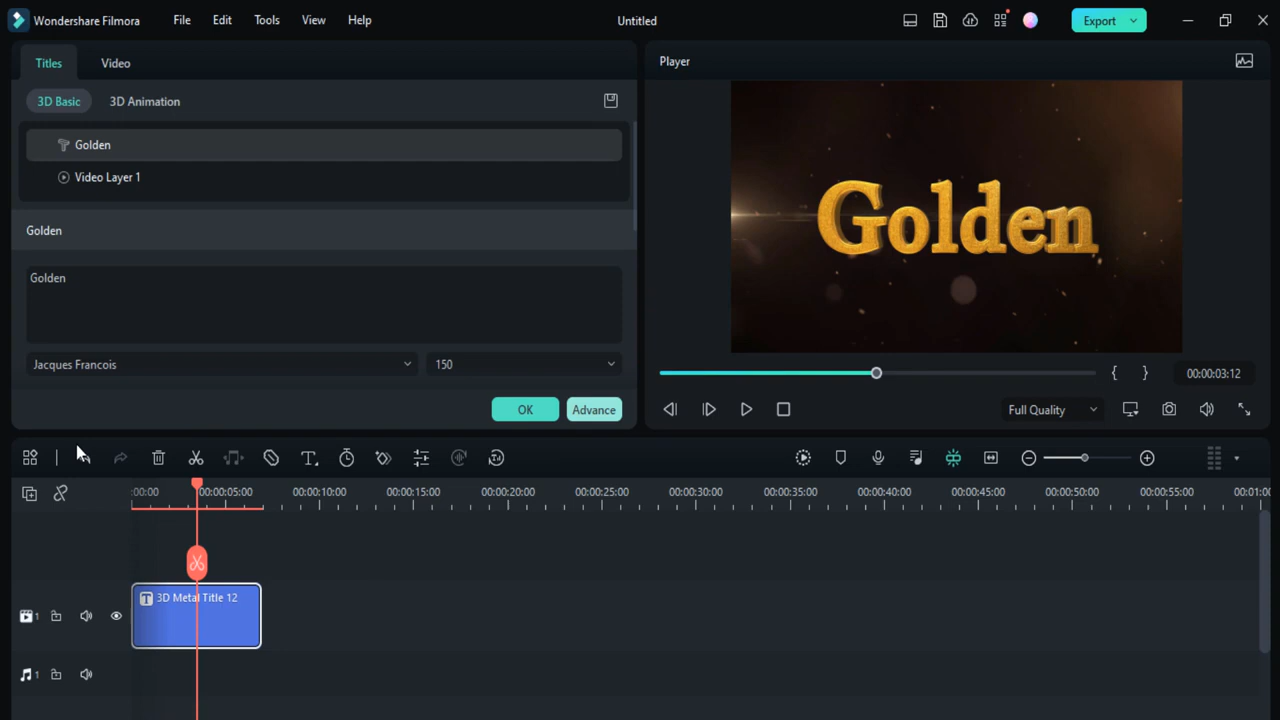 Wondershare Filmora File Edit Tools View Help Untitled Export
Titles Video
3D Basic 3D Animation
Golden
Video Layer 1
Golden
Golden
Jacques Francois 150
OK Advance
Player
Golden
{ } 00:00:03:12
Full Quality
:00:00 00:00:05:00 00:00:10:00 00:00:15:00 00:00:20:00 00:00:25:00 00:00:30:00 00:00:35:00 00:00:40:00 00:00:45:00 00:00:50:00 00:00:55:00 00:01:0
T 3D Metal Title 12
1
1